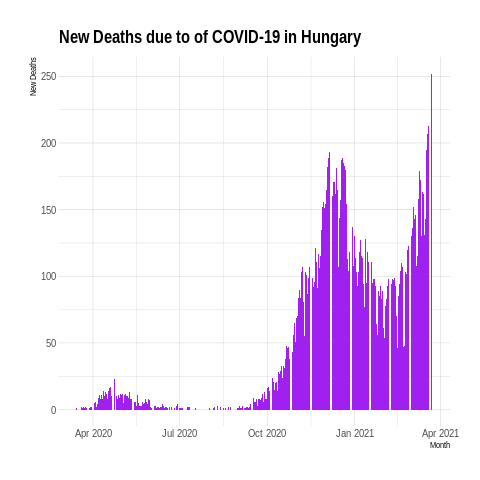 New Deaths due to of COVID-19 in Hungary
New Deaths
250
200
150
100
50
0
Apr 2020
Jul 2020
Oct 2020
Jan 2021
Apr 2021
Month